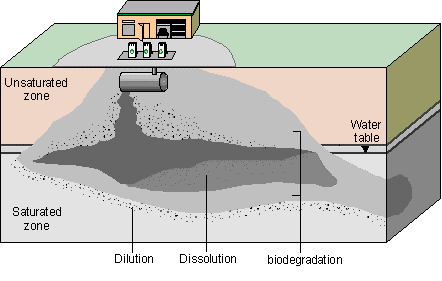 Unsaturated
zone
Water
table
Saturated
zone
Dilution
Dissolution
biodegradation